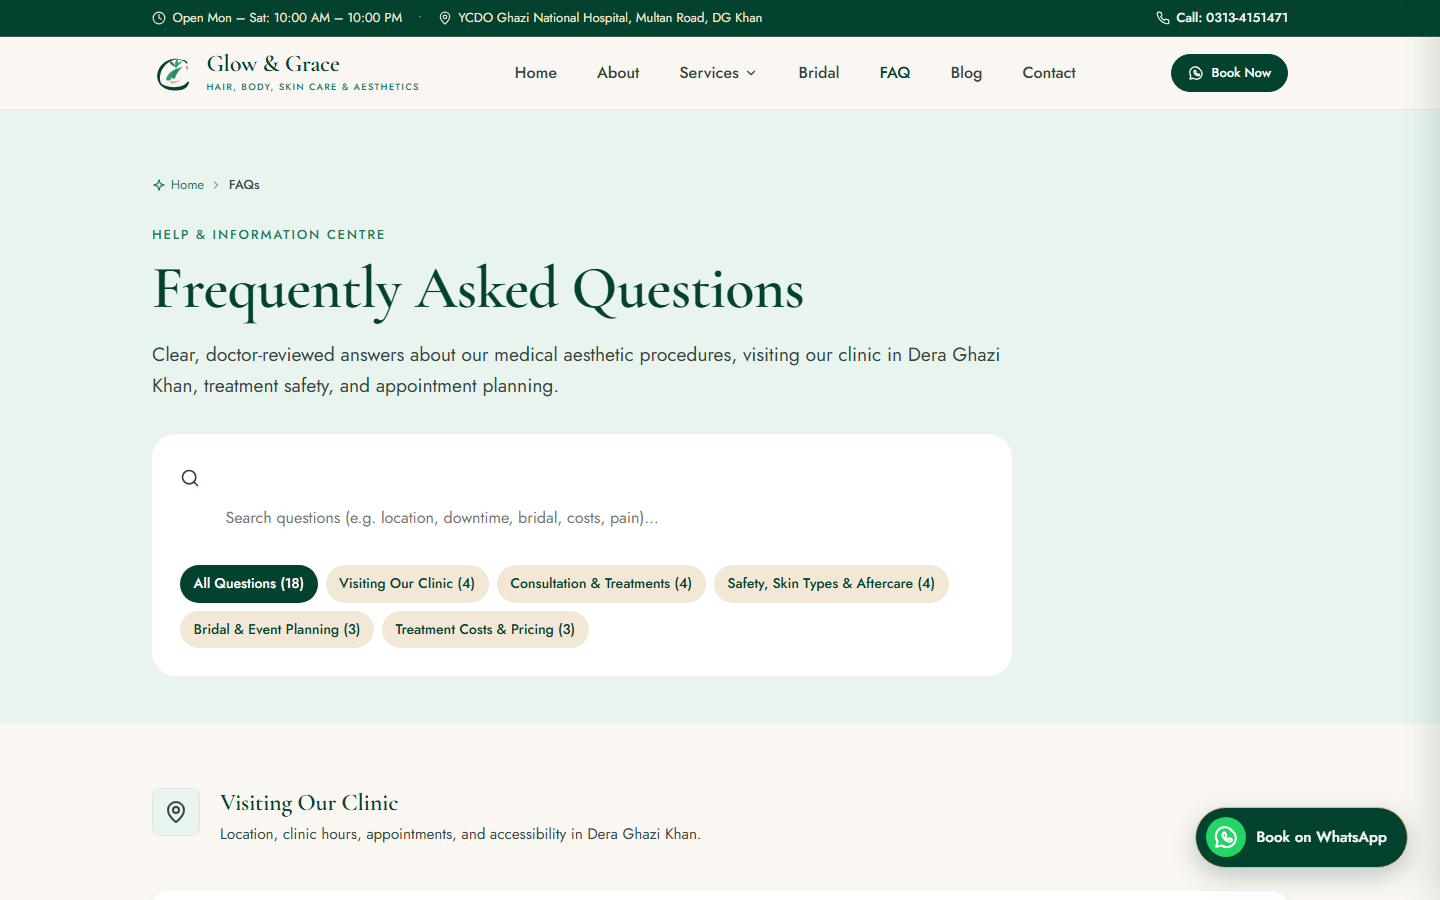 Open Mon – Sat: 10:00 AM – 10:00 PM · YCDO Ghazi National Hospital, Multan Road, DG Khan Call: 0313-4151471
Glow & Grace
HAIR, BODY, SKIN CARE & AESTHETICS
Home About Services Bridal FAQ Blog Contact Book Now
Home > FAQs
HELP & INFORMATION CENTRE
Frequently Asked Questions
Clear, doctor-reviewed answers about our medical aesthetic procedures, visiting our clinic in Dera Ghazi
Khan, treatment safety, and appointment planning.
Search questions (e.g. location, downtime, bridal, costs, pain)...
All Questions (18) Visiting Our Clinic (4) Consultation & Treatments (4) Safety, Skin Types & Aftercare (4)
Bridal & Event Planning (3) Treatment Costs & Pricing (3)
Visiting Our Clinic
Location, clinic hours, appointments, and accessibility in Dera Ghazi Khan.
Book on WhatsApp